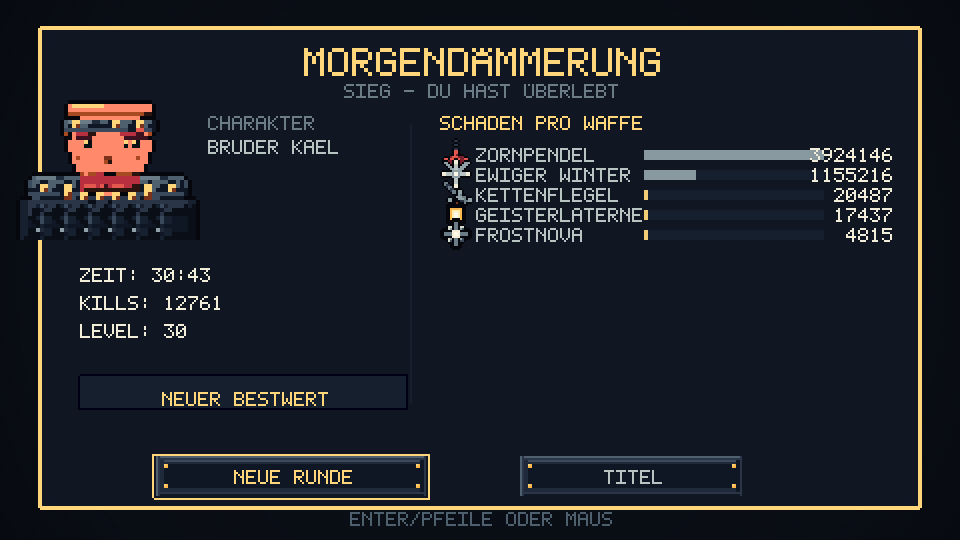 MORGENDÄMMERUNG
SIEG - DU HAST ÜBERLEBT
CHARAKTER
BRUDER KAEL
SCHADEN PRO WAFFE
ZORNPENDEL 3924146
EWIGER WINTER 1155216
KETTENFLEGEL 20487
GEISTERLATERNE 17437
FROSTNOVA 4815
ZEIT: 30:43
KILLS: 12761
LEVEL: 30
NEUER BESTWERT
NEUE RUNDE
TITEL
ENTER/PFEILE ODER MAUS